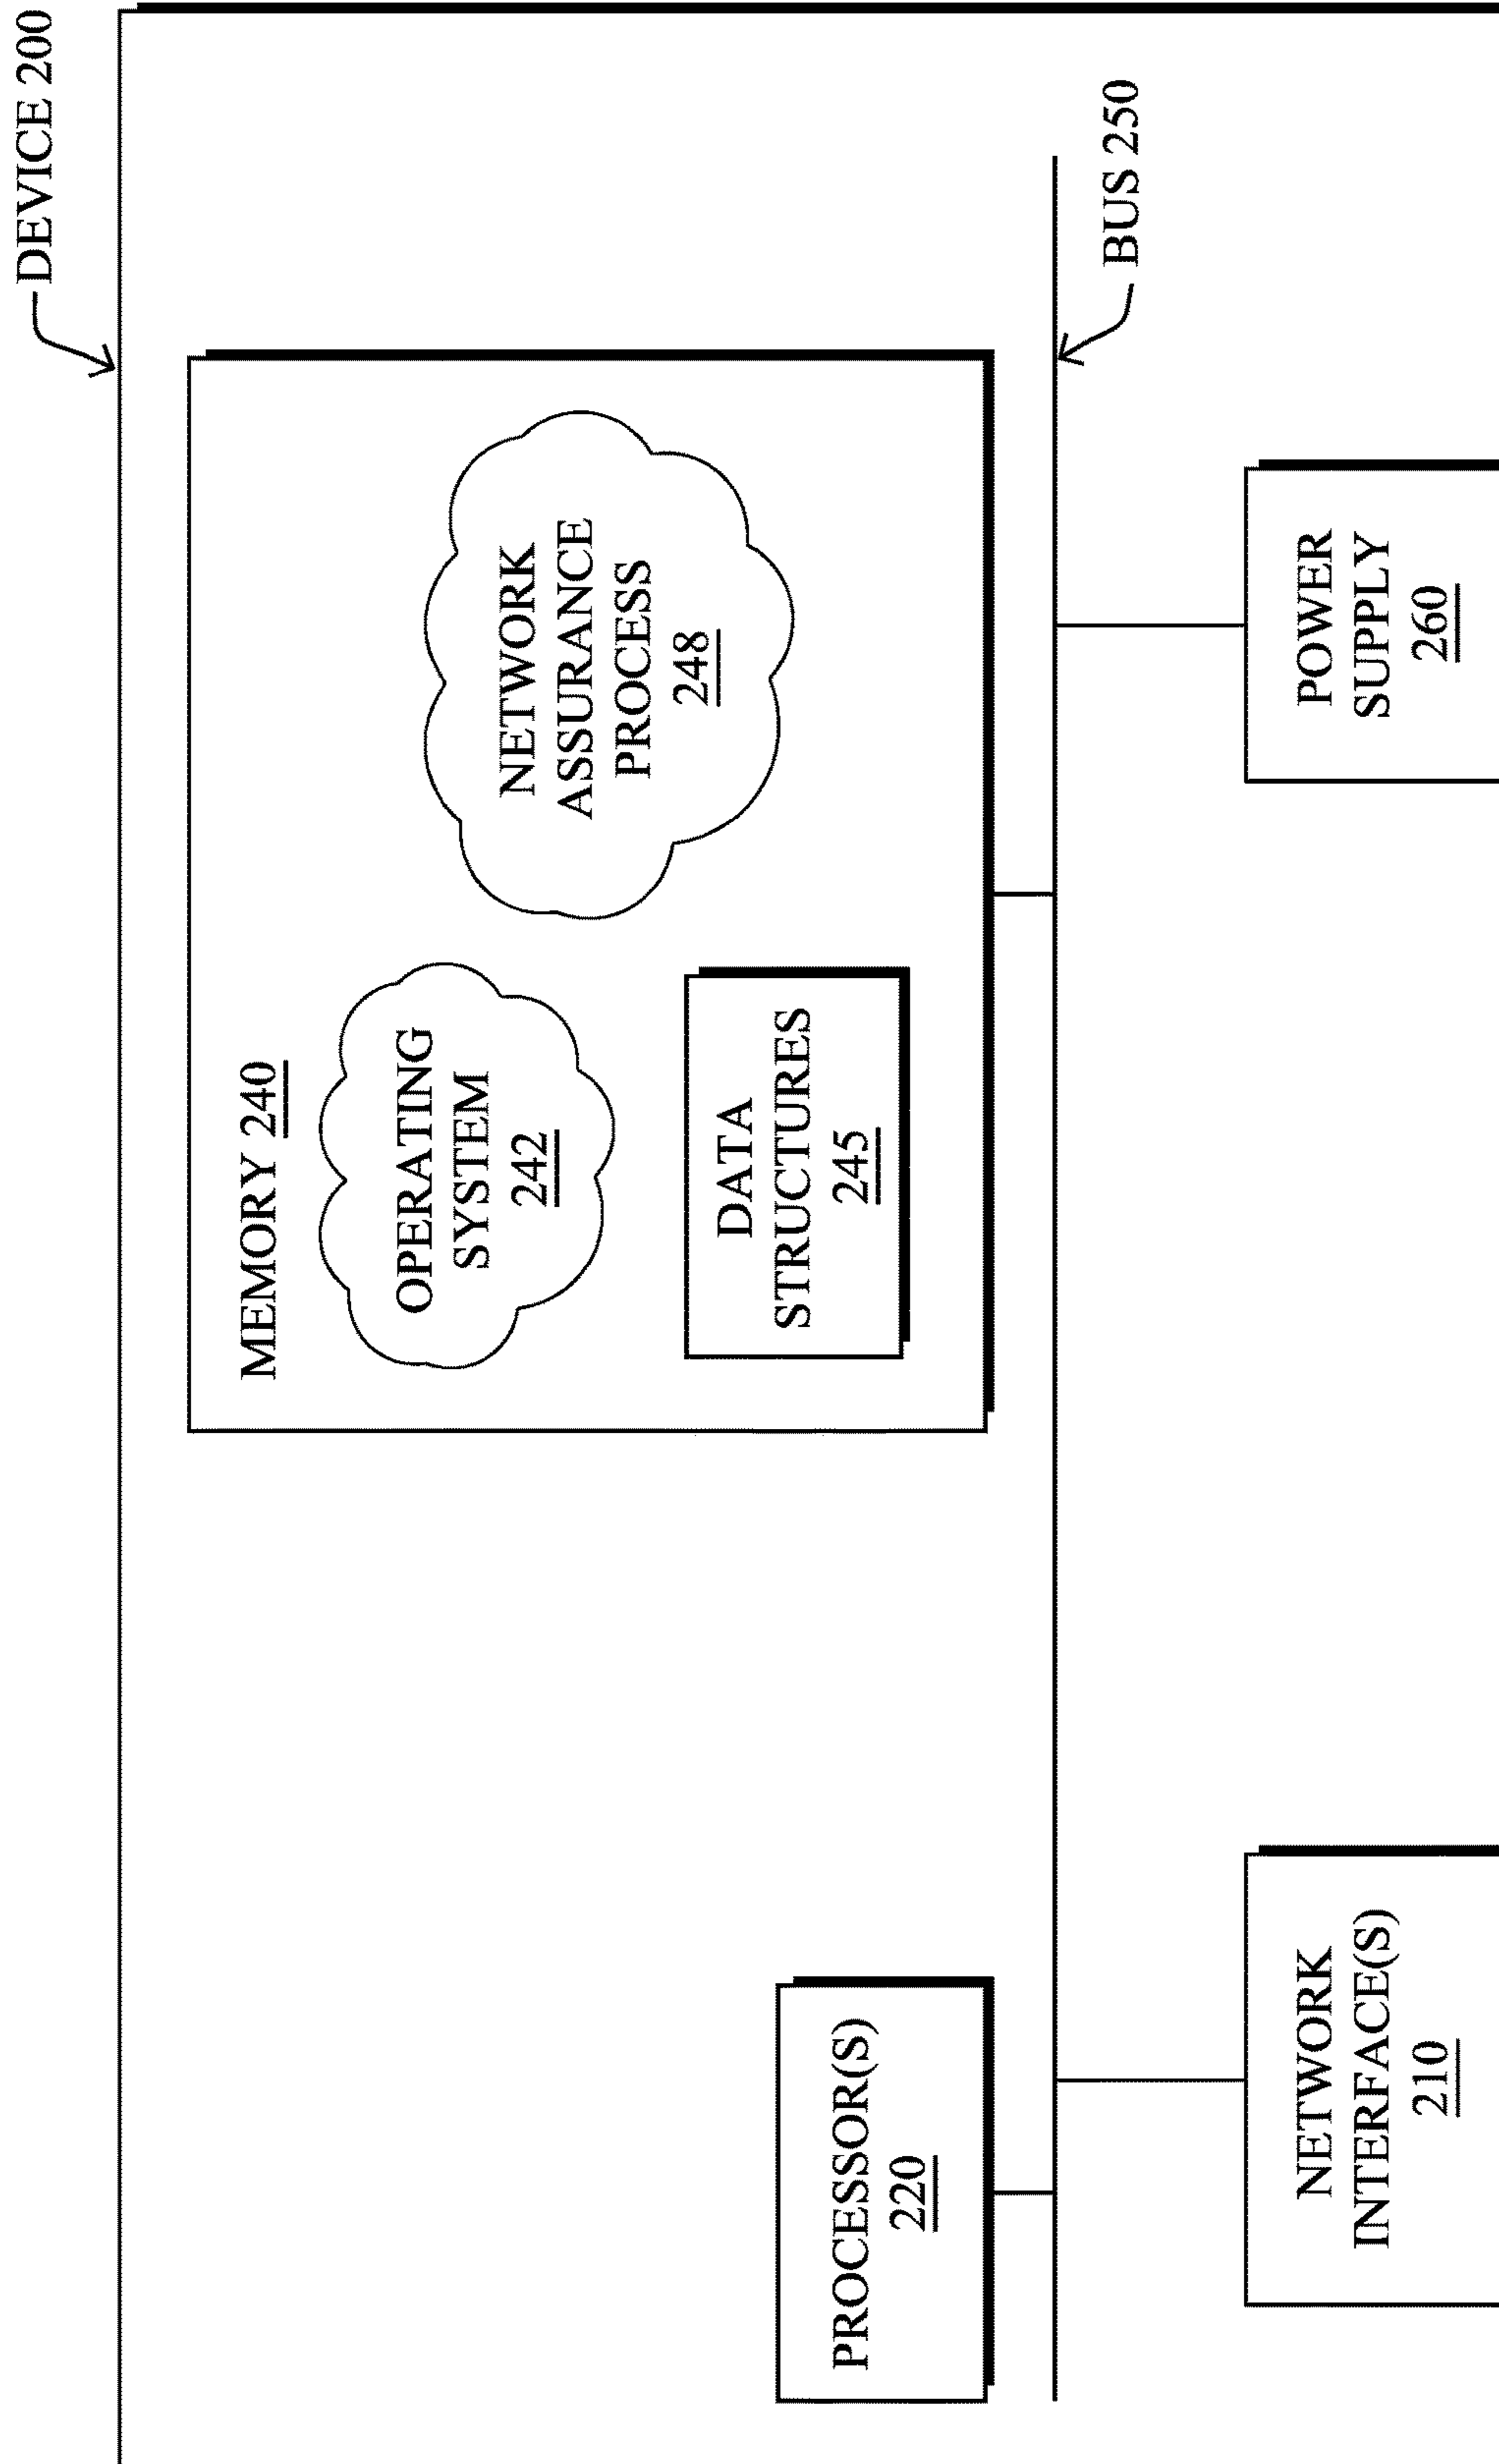 DEVICE 200
MEMORY 240
OPERATING
SYSTEM
242
DATA
STRUCTURES
245
NETWORK
ASSURANCE
PROCESS
248
PROCESSOR(S)
220
BUS 250
NETWORK
INTERFACE(S)
210
POWER
SUPPLY
260